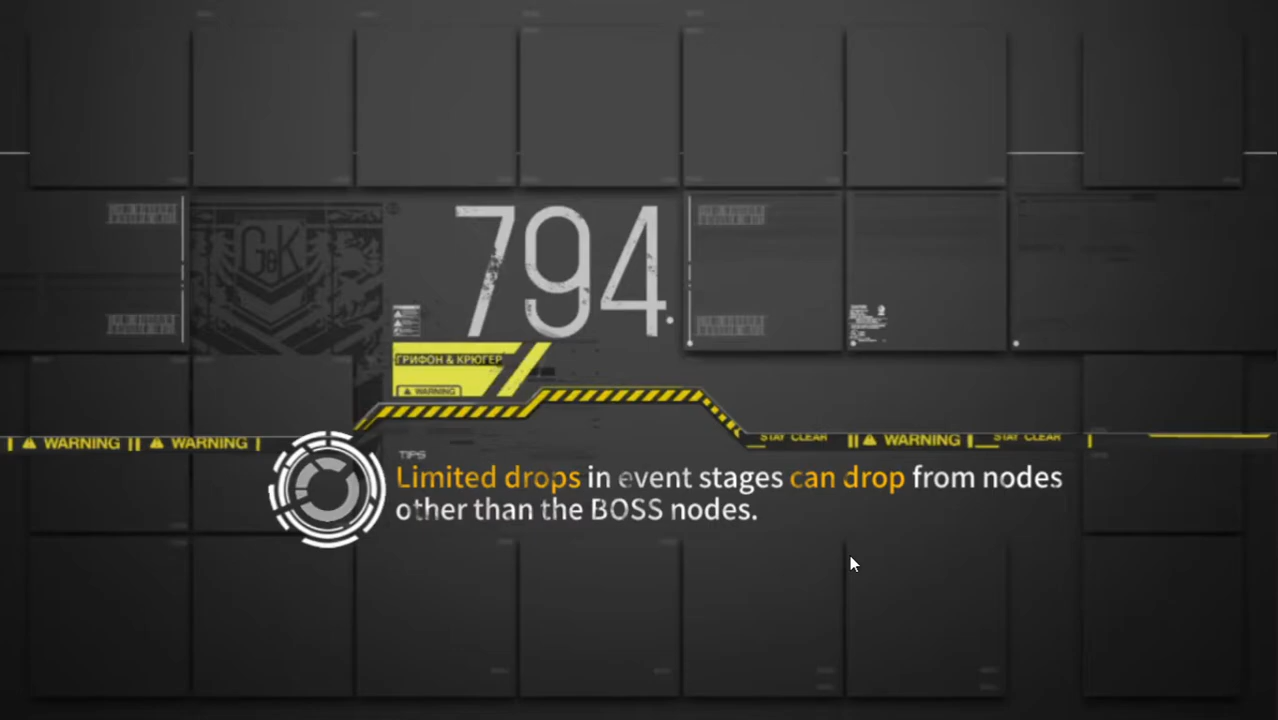 G&K
794.
ГРИФОН & КРЮГЕР
WARNING
WARNING WARNING STAY CLEAR WARNING STAY CLEAR
TIPS
Limited drops in event stages can drop from nodes
other than the BOSS nodes.